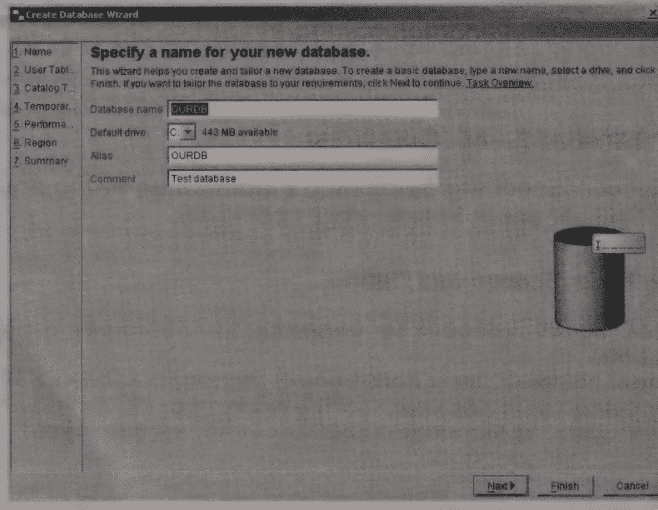 Create Database Wizard
1. Name
2. User Tabl...
3. Catalog T...
4. Temporar...
5. Performa...
6. Region
7. Summary
Specify a name for your new database.
This wizard helps you create and tailor a new database. To create a basic database, type a new name, select a drive, and click
Finish. If you want to tailor the database to your requirements, click Next to continue. Task Overview.
Database name OURDB
Default drive C: 443 MB available
Alias OURDB
Comment Test database
Next Finish Cancel